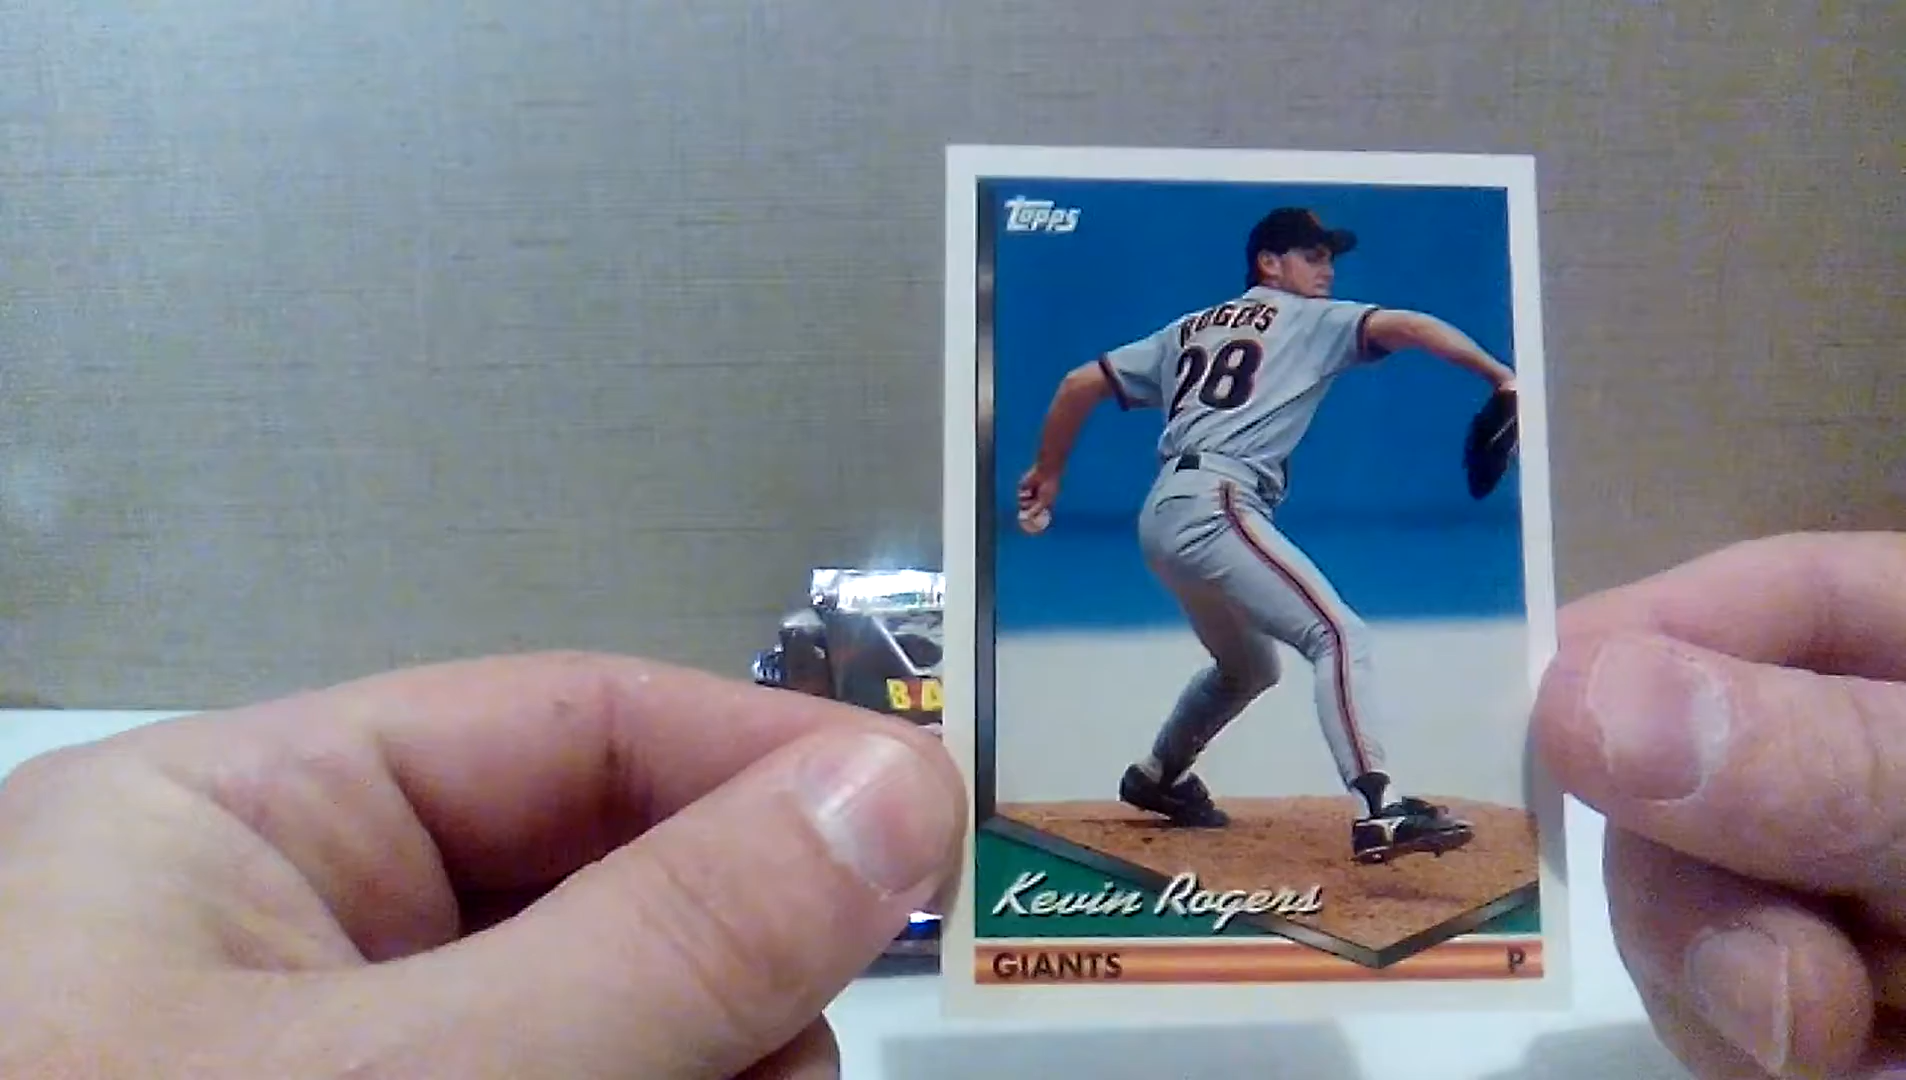 Topps
ROGERS
28
BA
Kevin Rogers
GIANTS
P